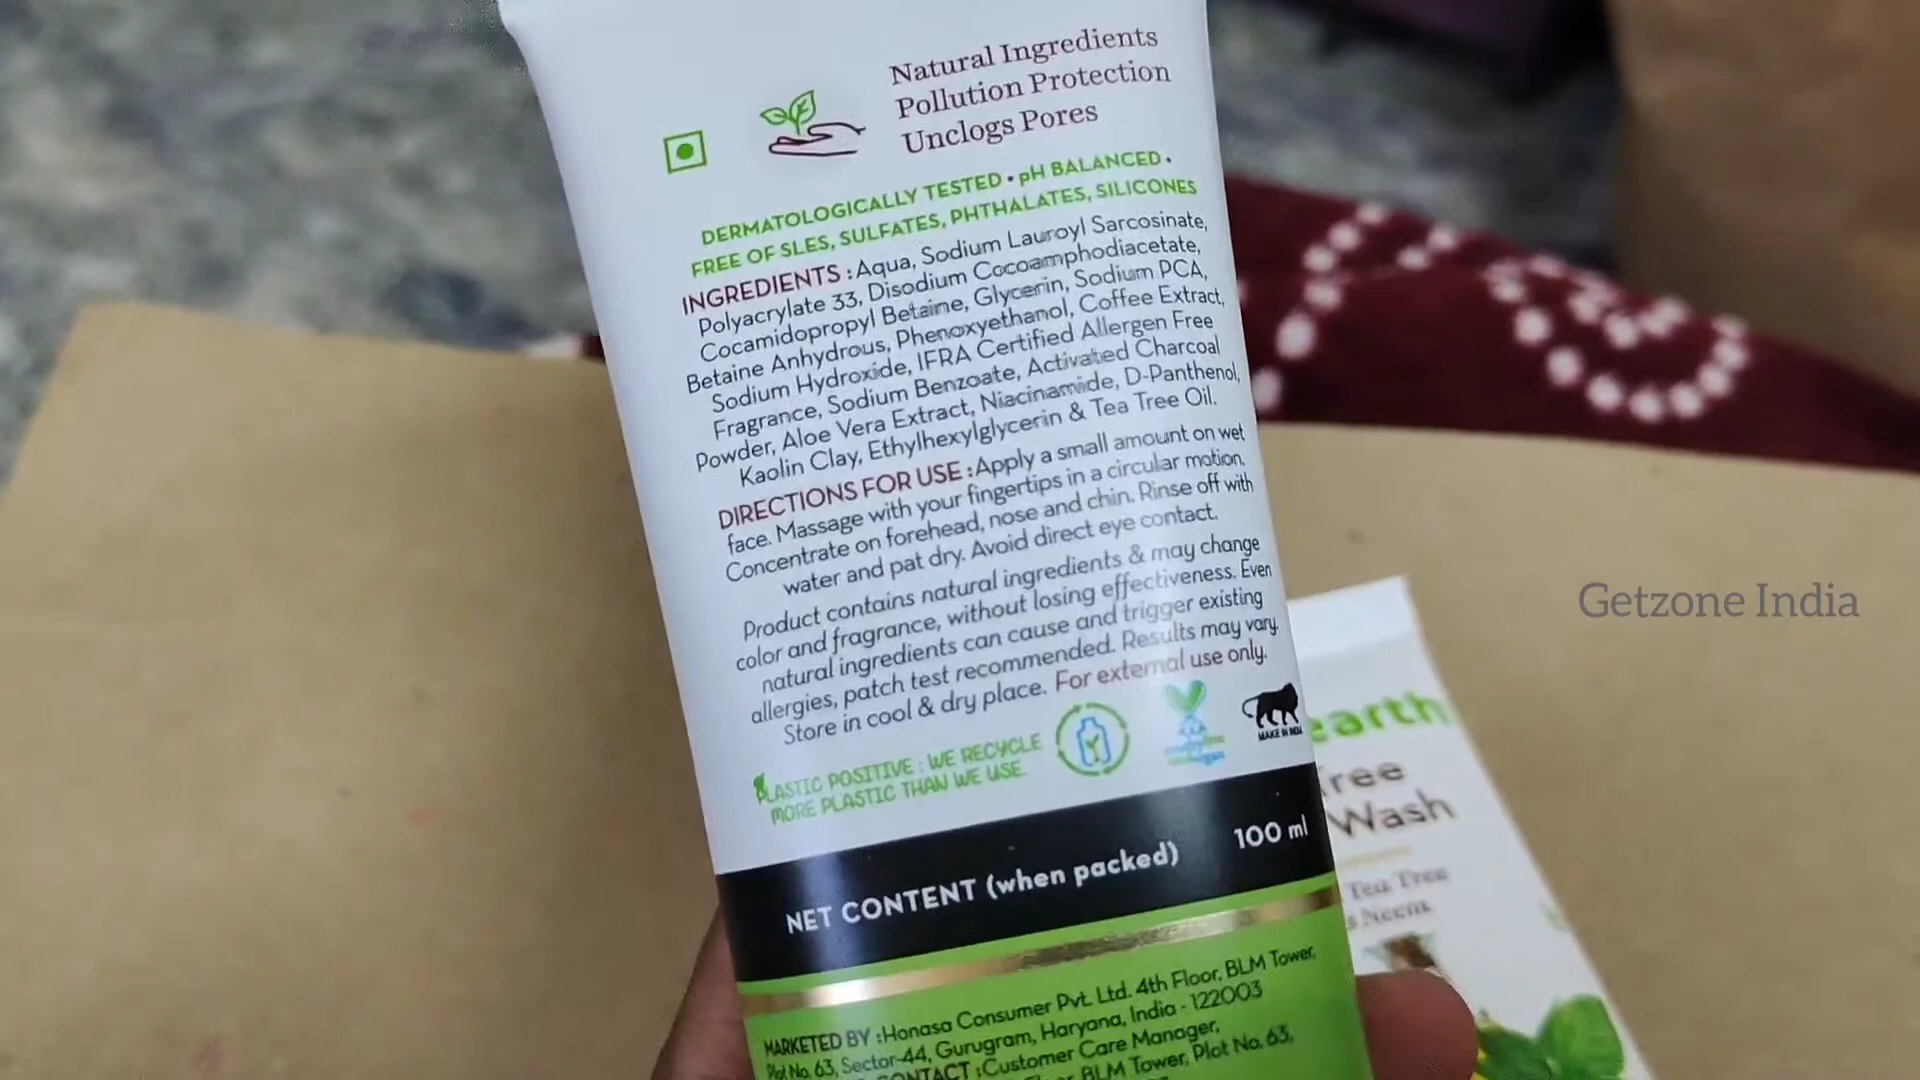 Natural Ingredients
Pollution Protection
Unclogs Pores
DERMATOLOGICALLY TESTED • pH BALANCED •
FREE OF SLES, SULFATES, PHTHALATES, SILICONES
INGREDIENTS : Aqua, Sodium Lauroyl Sarcosinate,
Polyacrylate 33, Disodium Cocoamphodiacetate,
Cocamidopropyl Betaine, Glycerin, Sodium PCA,
Betaine Anhydrous, Phenoxyethanol, Coffee Extract,
Sodium Hydroxide, IFRA Certified Allergen Free
Fragrance, Sodium Benzoate, Activated Charcoal
Powder, Aloe Vera Extract, Niacinamide, D-Panthenol,
Kaolin Clay, Ethylhexylglycerin & Tea Tree Oil.
DIRECTIONS FOR USE : Apply a small amount on wet
face. Massage with your fingertips in a circular motion.
Concentrate on forehead, nose and chin. Rinse off with
water and pat dry. Avoid direct eye contact.
Product contains natural ingredients & may change
color and fragrance, without losing effectiveness. Even
natural ingredients can cause and trigger existing
allergies, patch test recommended. Results may vary.
Store in cool & dry place. For external use only.
PLASTIC POSITIVE : WE RECYCLE
MORE PLASTIC THAN WE USE
MAKE IN INDIA
NET CONTENT (when packed) 100 ml
MARKETED BY : Honasa Consumer Pvt. Ltd. 4th Floor, BLM Tower,
Plot No. 63, Sector-44, Gurugram, Haryana, India - 122003
CONTACT : Customer Care Manager,
BLM Tower, Plot No. 63,
earth
Tree
Wash
Tea Tree
Neem
Getzone India